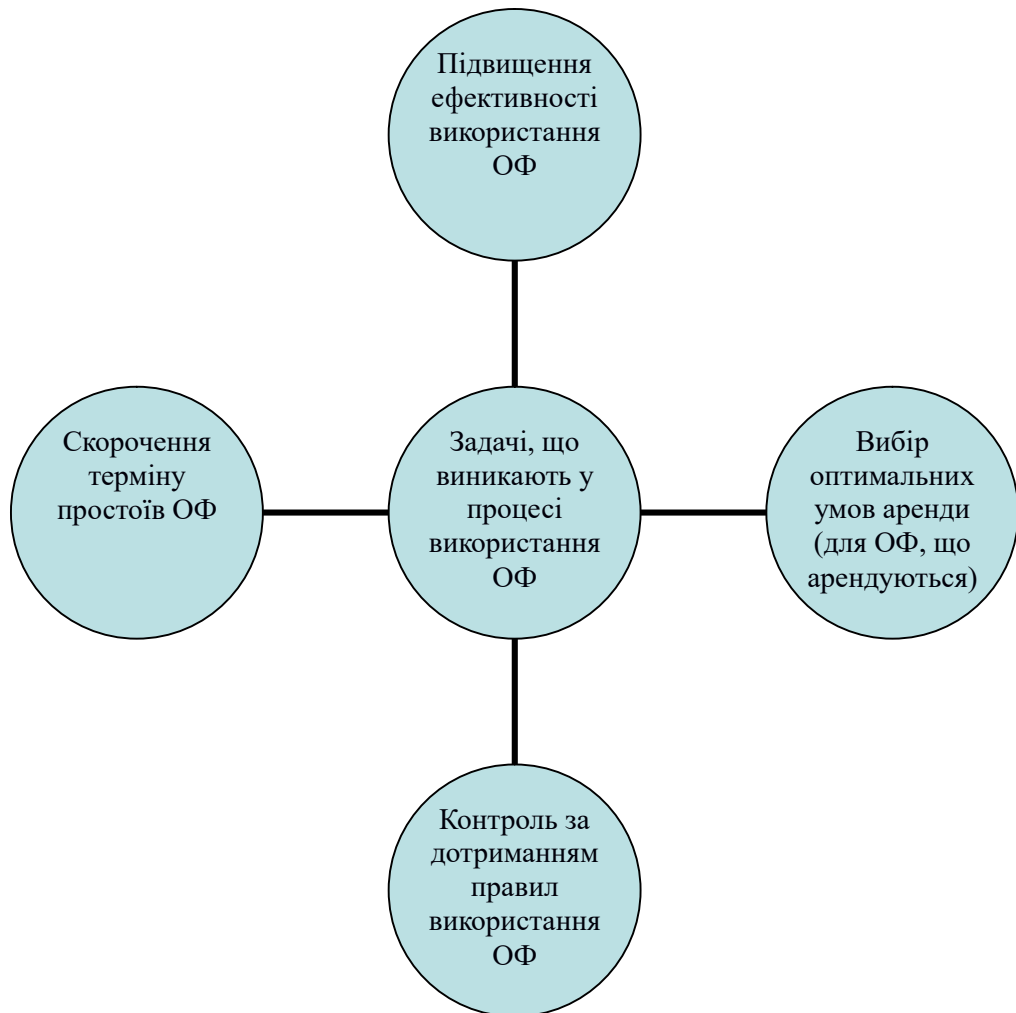 Підвищення
ефективності
використання
ОФ
Скорочення
терміну
простоїв ОФ
Задачі, що
виникають у
процесі
використання
ОФ
Вибір
оптимальних
умов аренди
(для ОФ, що
арендуються)
Контроль за
дотриманням
правил
використання
ОФ